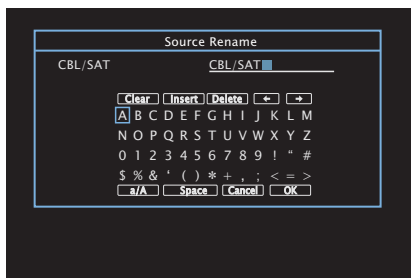 Source Rename
CBL/SAT CBL/SAT
Clear Insert Delete ← →
A B C D E F G H I J K L M
N O P Q R S T U V W X Y Z
0 1 2 3 4 5 6 7 8 9 ! “ #
$ % & ‘ ( ) * + , ; < = >
a/A Space Cancel OK